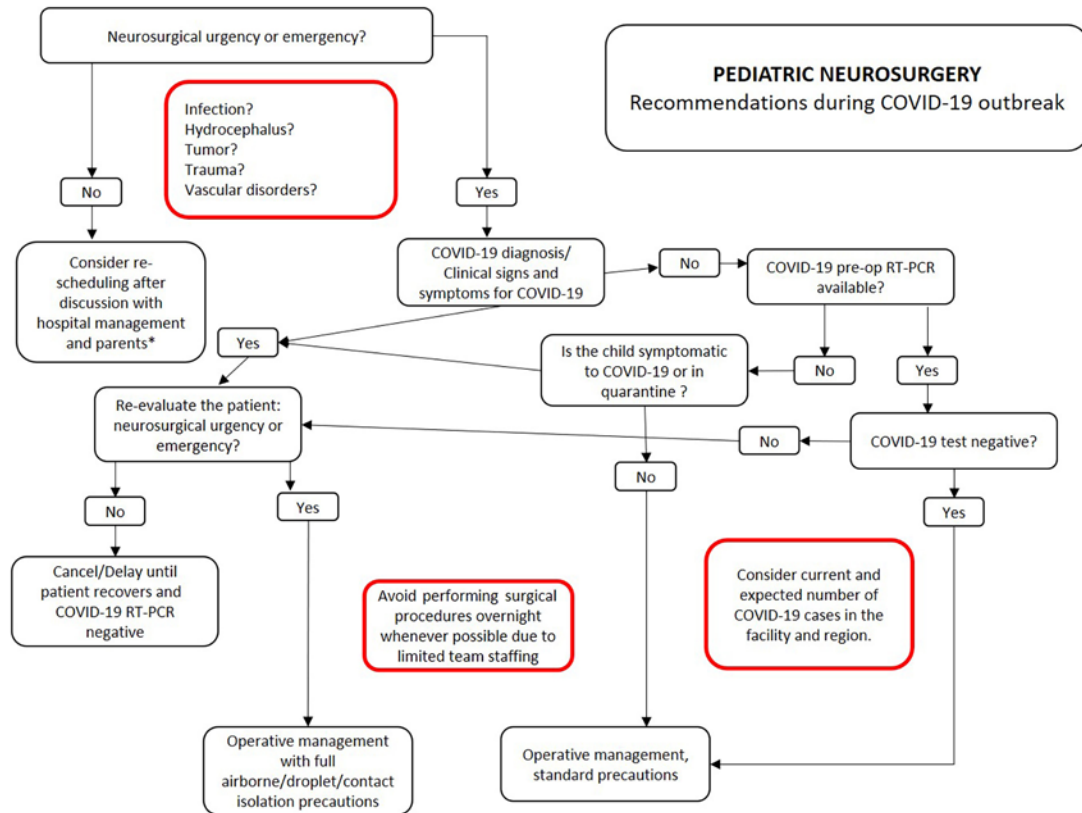 Neurosurgical urgency or emergency?
PEDIATRIC NEUROSURGERY
Recommendations during COVID-19 outbreak
Infection?
Hydrocephalus?
Tumor?
Trauma?
Vascular disorders?
No
Yes
Consider re-
scheduling after
discussion with
hospital management
and parents*
COVID-19 diagnosis/
Clinical signs and
symptoms for COVID-19
No
COVID-19 pre-op RT-PCR
available?
Yes
Is the child symptomatic
to COVID-19 or in
quarantine ?
No
Yes
Re-evaluate the patient:
neurosurgical urgency or
emergency?
No
COVID-19 test negative?
No
Yes
No
Yes
Cancel/Delay until
patient recovers and
COVID-19 RT-PCR
negative
Avoid performing surgical
procedures overnight
whenever possible due to
limited team staffing
Consider current and
expected number of
COVID-19 cases in the
facility and region.
Operative management
with full
airborne/droplet/contact
isolation precautions
Operative management,
standard precautions